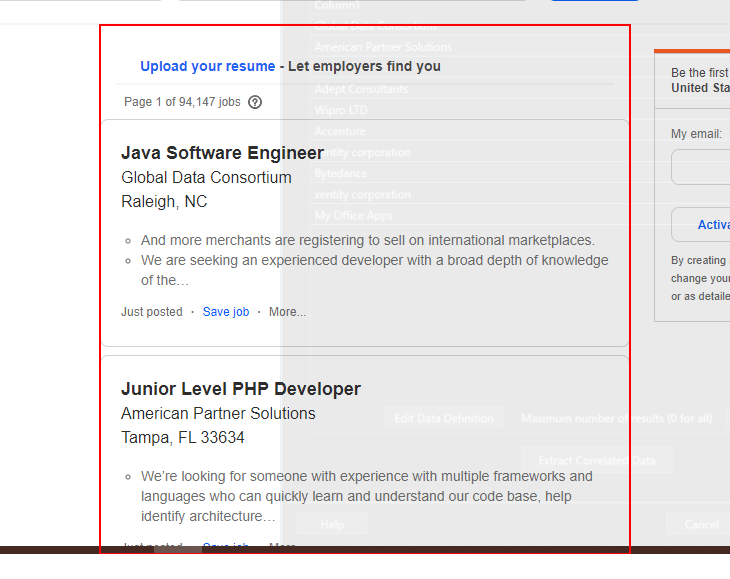 Column1
Global Data Consortium
American Partner Solutions
Adept Consultants
Wipro LTD
Accenture
xentity corporation
Bytedance
xentity corporation
My Office Apps
Upload your resume - Let employers find you
Page 1 of 94,147 jobs ?
Java Software Engineer
Global Data Consortium
Raleigh, NC
And more merchants are registering to sell on international marketplaces.
We are seeking an experienced developer with a broad depth of knowledge
of the…
Just posted · Save job · More...
Junior Level PHP Developer
American Partner Solutions
Tampa, FL 33634
We’re looking for someone with experience with multiple frameworks and
languages who can quickly learn and understand our code base, help
identify architecture…
Just posted · Save job · More...
Edit Data Definition
Maximum number of results (0 for all)
Extract Correlated Data
Help
Cancel
Be the first
United Sta
My email:
Activa
By creating
change your
or as detaile